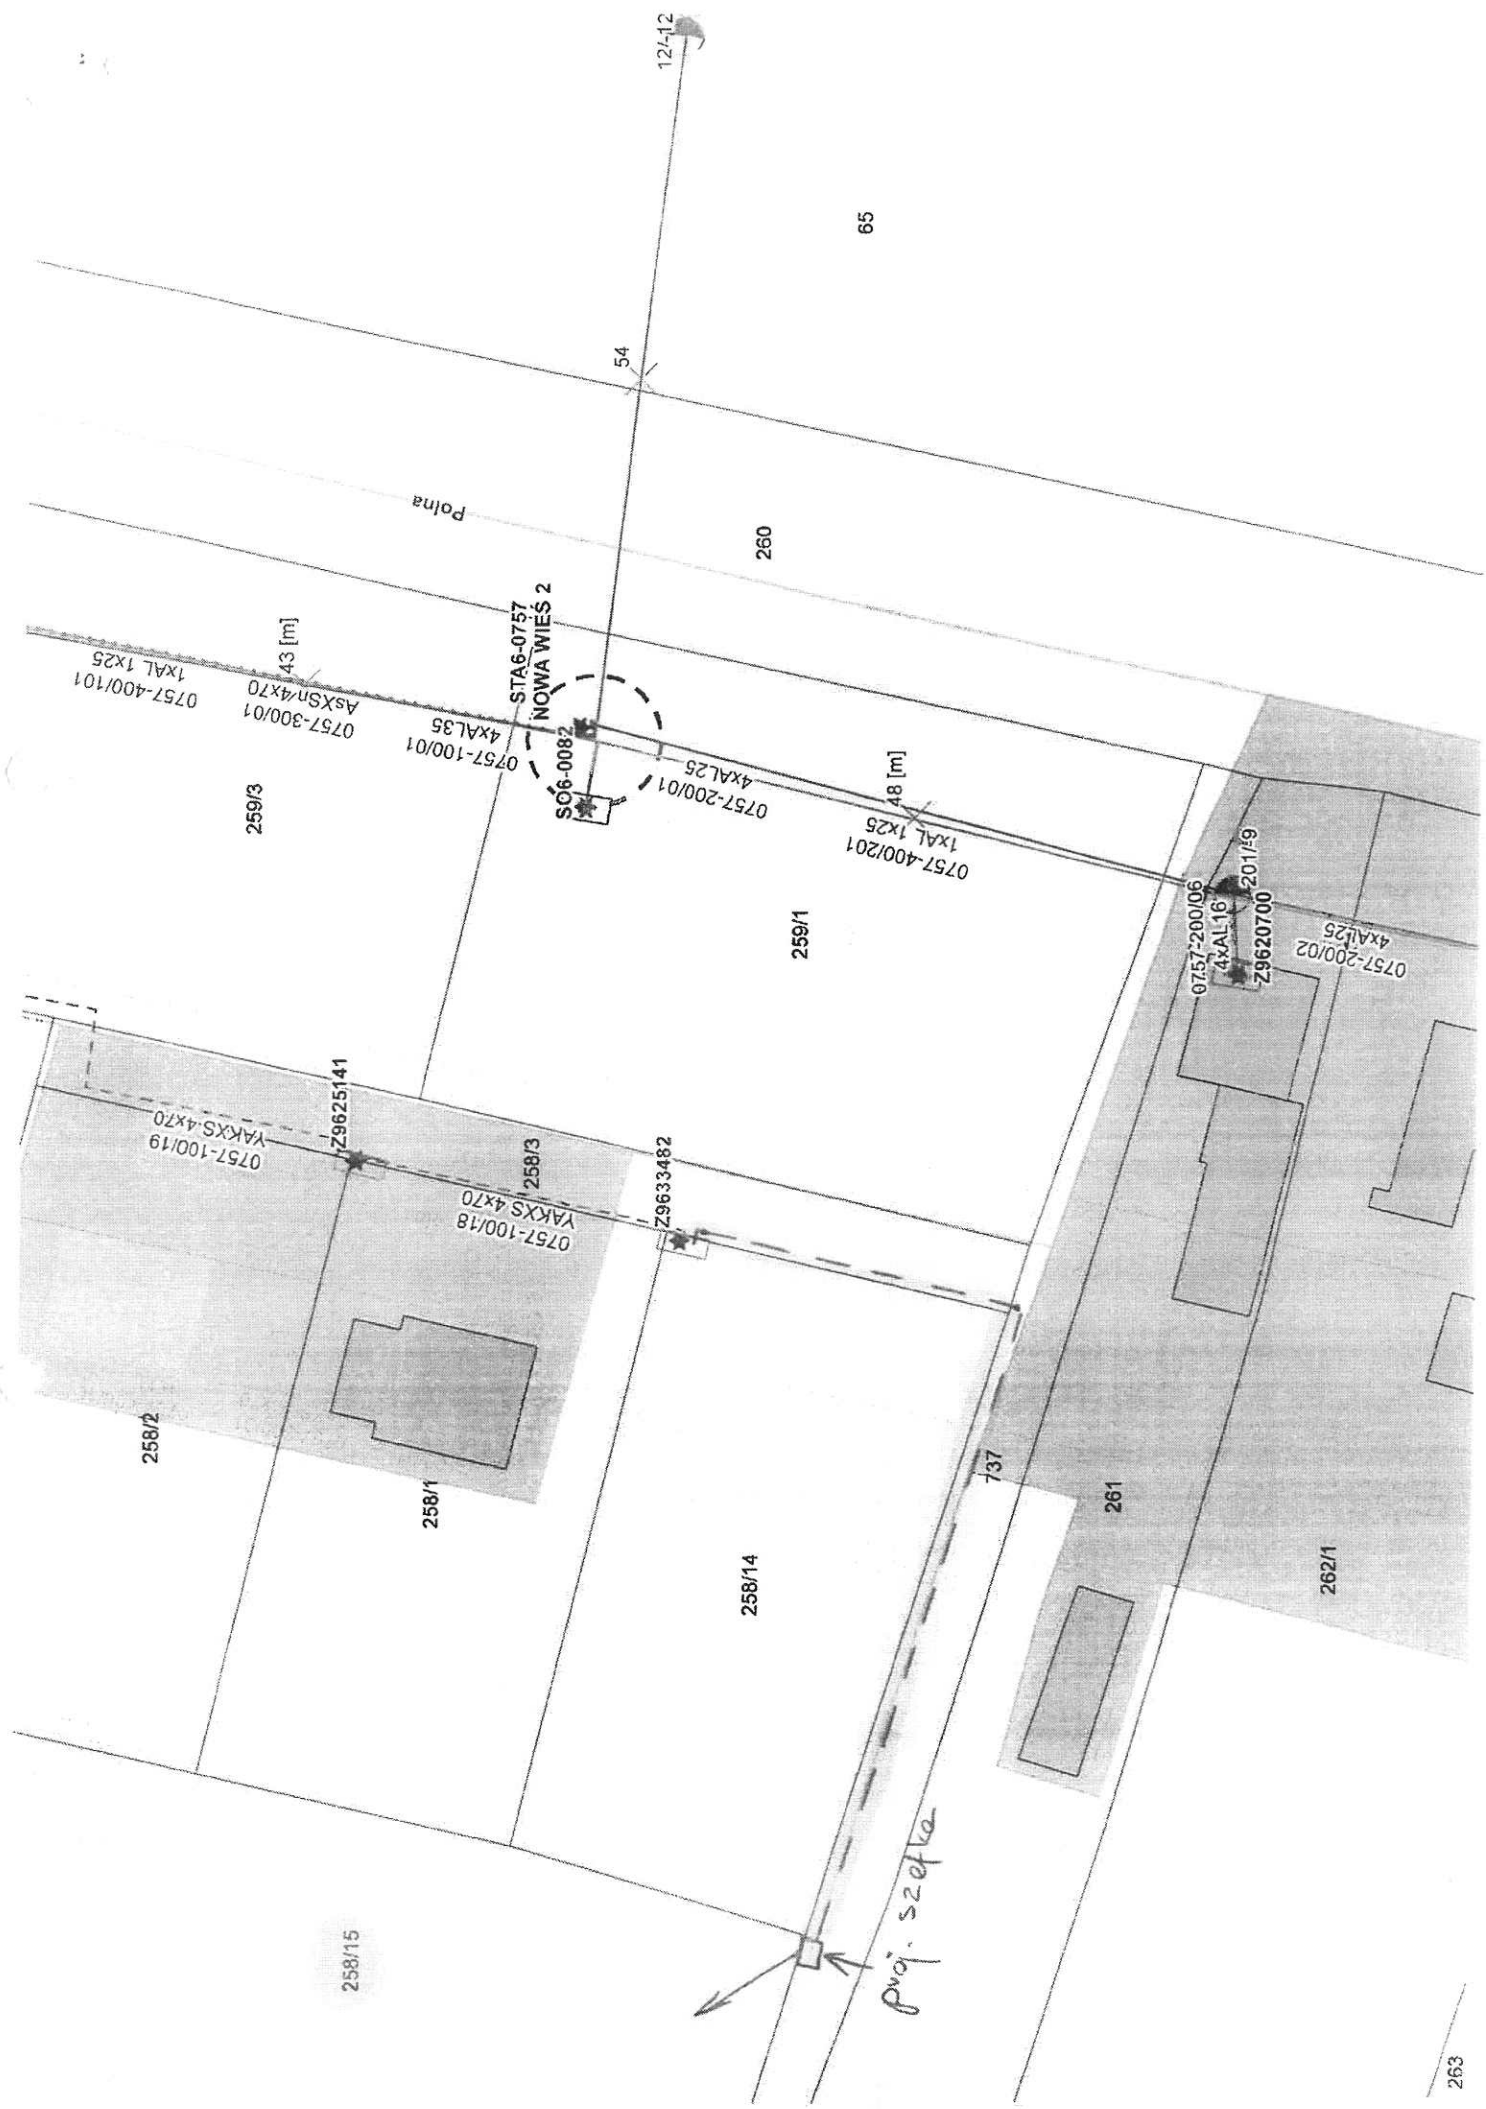 12/-12
65
54
Polna
260
43 [m]
0757-400/101
1xAL 1x25
0757-300/01
AsXSn/4x70
0757-100/01
4xAL35
STA6-0757
NOWA WIEŚ 2
SO6-0082
0757-200/01
4xAL25
48 [m]
0757-400/201
1xAL 1x25
259/3
259/1
0757-200/06
4xAL16
201/-9
Z9620700
0757-200/02
4xAL25
Z9625141
0757-100/19
YAKXS 4x70
258/3
0757-100/18
YAKXS 4x70
Z9633482
258/2
258/1
258/14
737
261
262/1
258/15
proj. szafka
263